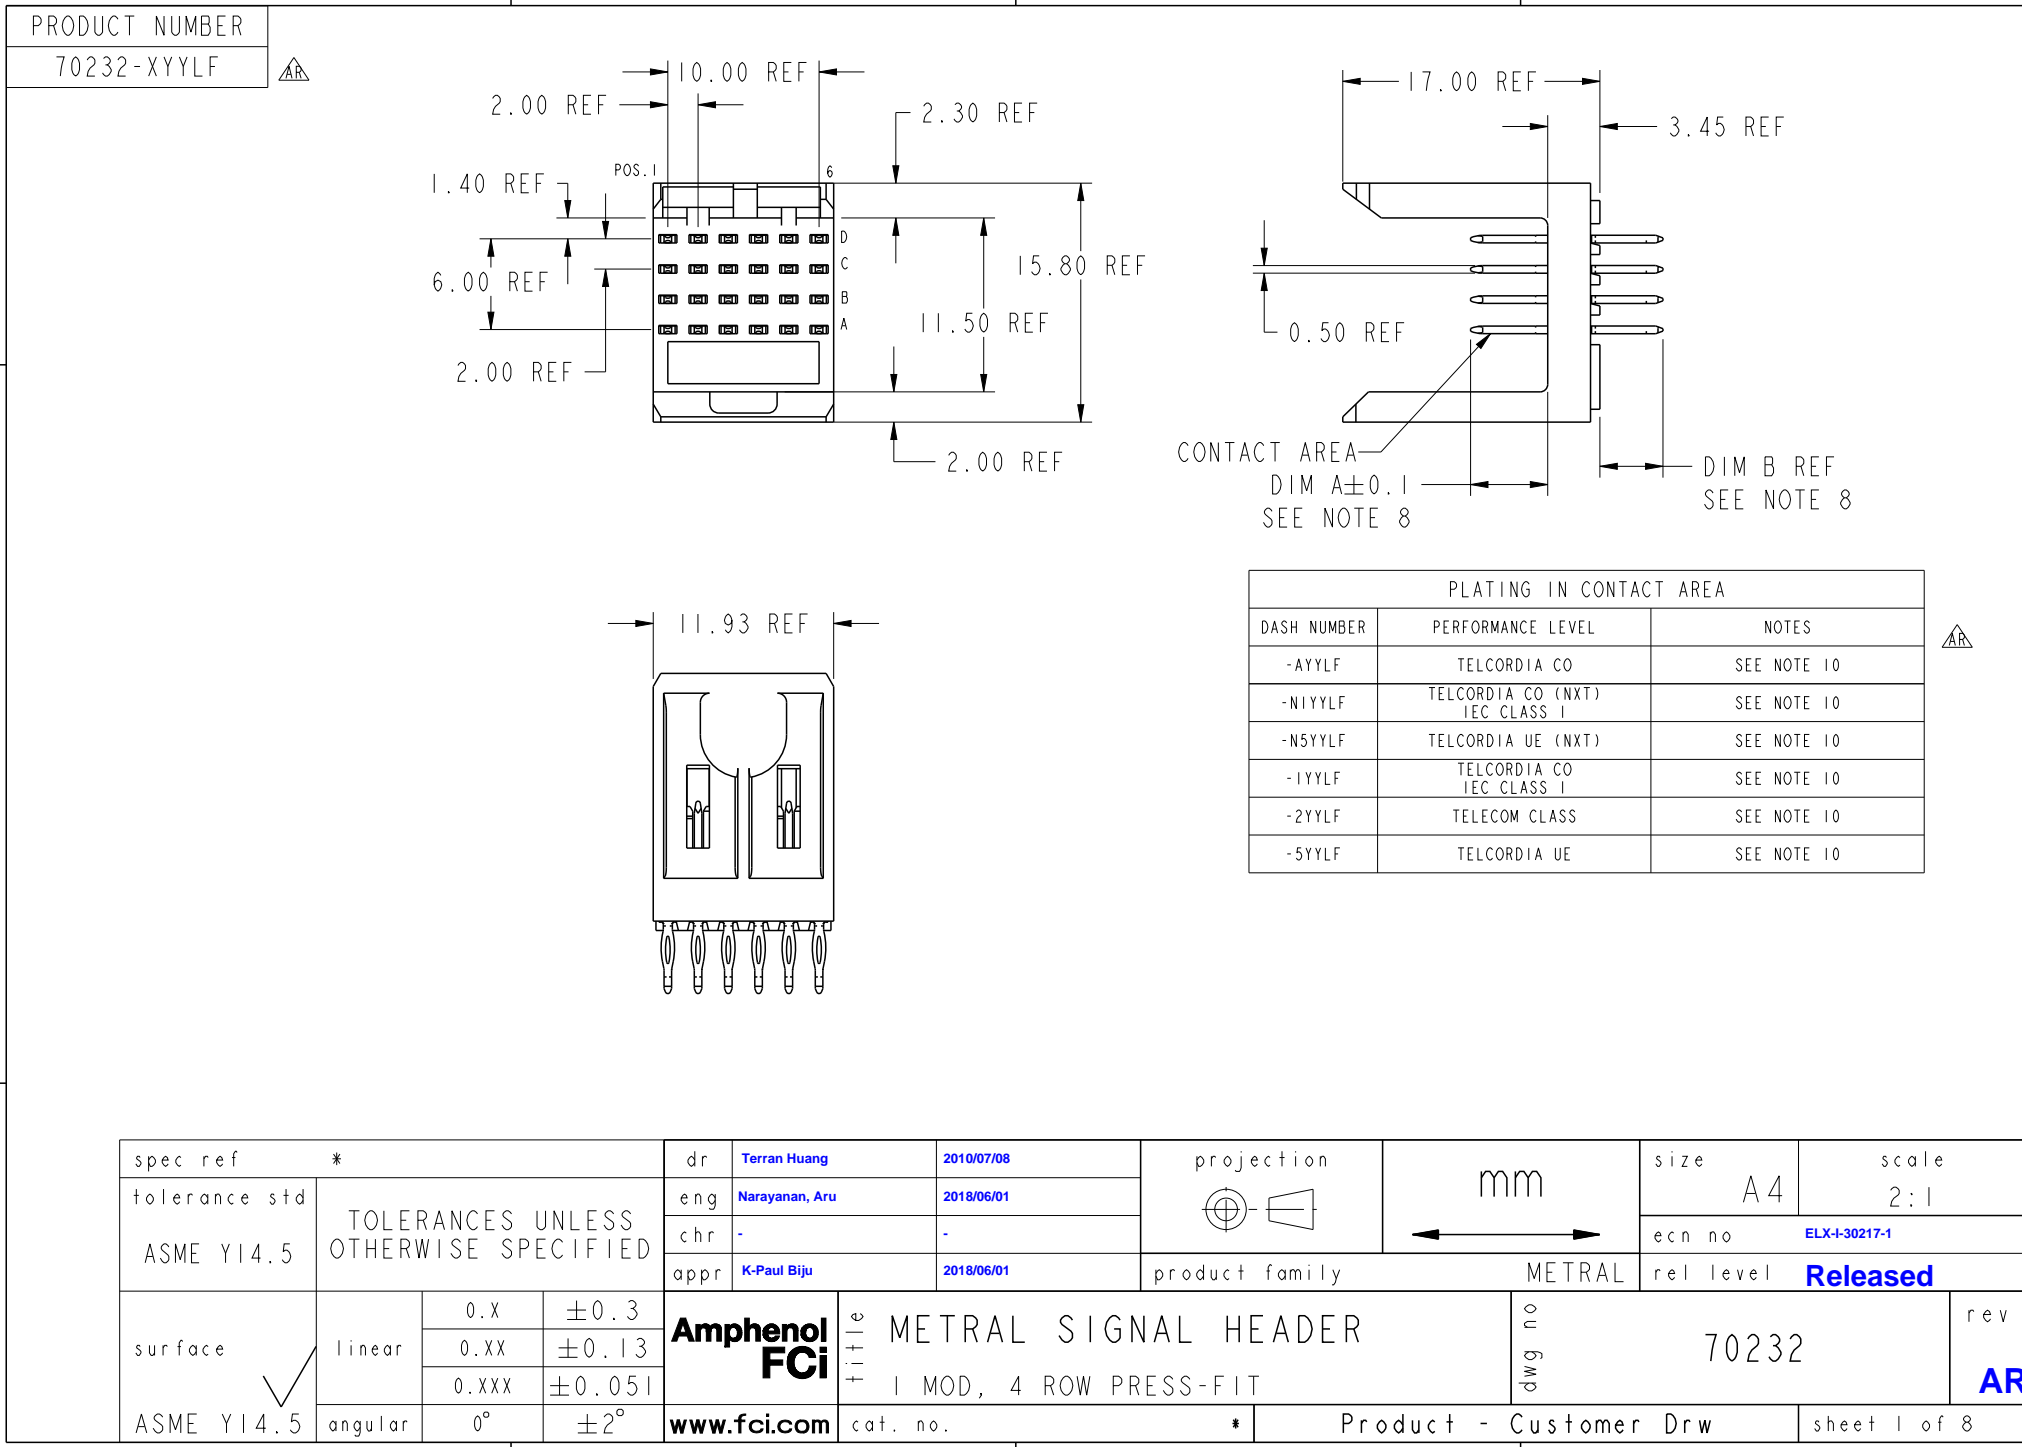 PRODUCT NUMBER
70232-XYYLF
AR
10.00 REF
2.00 REF
2.30 REF
1.40 REF
POS.1
6
D
C
B
A
6.00 REF
2.00 REF
15.80 REF
11.50 REF
2.00 REF
17.00 REF
3.45 REF
0.50 REF
CONTACT AREA
DIM A±0.1
SEE NOTE 8
DIM B REF
SEE NOTE 8
11.93 REF
PLATING IN CONTACT AREA
DASH NUMBER PERFORMANCE LEVEL NOTES
AR
-AYYLF TELCORDIA CO SEE NOTE 10
-N1YYLF TELCORDIA CO (NXT) IEC CLASS 1 SEE NOTE 10
-N5YYLF TELCORDIA UE (NXT) SEE NOTE 10
-1YYLF TELCORDIA CO IEC CLASS 1 SEE NOTE 10
-2YYLF TELECOM CLASS SEE NOTE 10
-5YYLF TELCORDIA UE SEE NOTE 10
spec ref *
tolerance std
ASME Y14.5
TOLERANCES UNLESS
OTHERWISE SPECIFIED
surface
ASME Y14.5
linear
0.X ±0.3
0.XX ±0.13
0.XXX ±0.051
angular 0° ±2°
dr Terran Huang 2010/07/08
eng Narayanan, Aru 2018/06/01
chr - -
appr K-Paul Biju 2018/06/01
projection
mm
size A4
scale 2:1
ecn no ELX-I-30217-1
product family METRAL
rel level Released
Amphenol
FCi
www.fci.com
title
METRAL SIGNAL HEADER
1 MOD, 4 ROW PRESS-FIT
dwg no
70232
rev
AR
cat. no. *
Product - Customer Drw
sheet 1 of 8